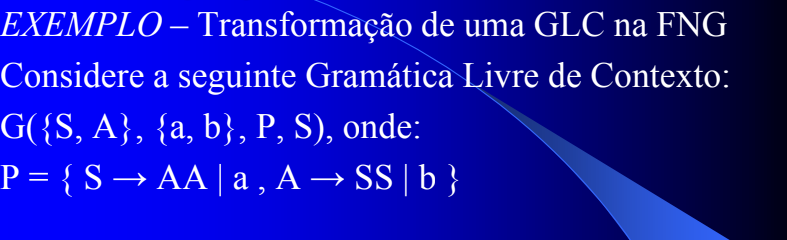 EXEMPLO – Transformação de uma GLC na FNG
Considere a seguinte Gramática Livre de Contexto:
G({S, A}, {a, b}, P, S), onde:
P = { S → AA | a , A → SS | b }